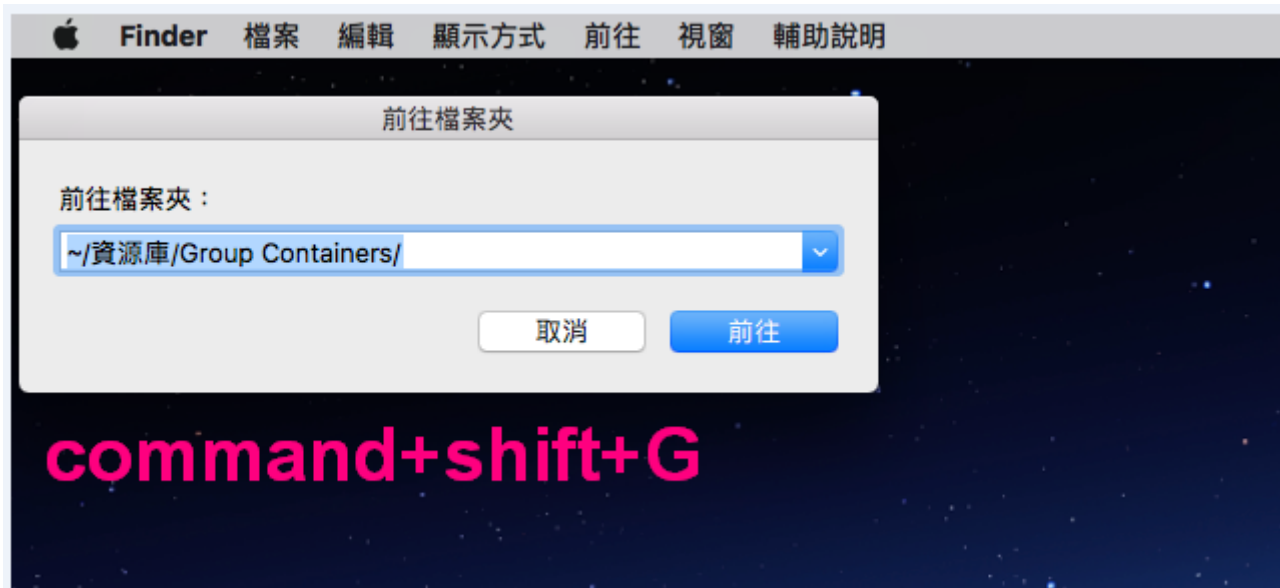 Finder 檔案 編輯 顯示方式 前往 視窗 輔助說明
前往檔案夾
前往檔案夾：
~/資源庫/Group Containers/
取消 前往
command+shift+G